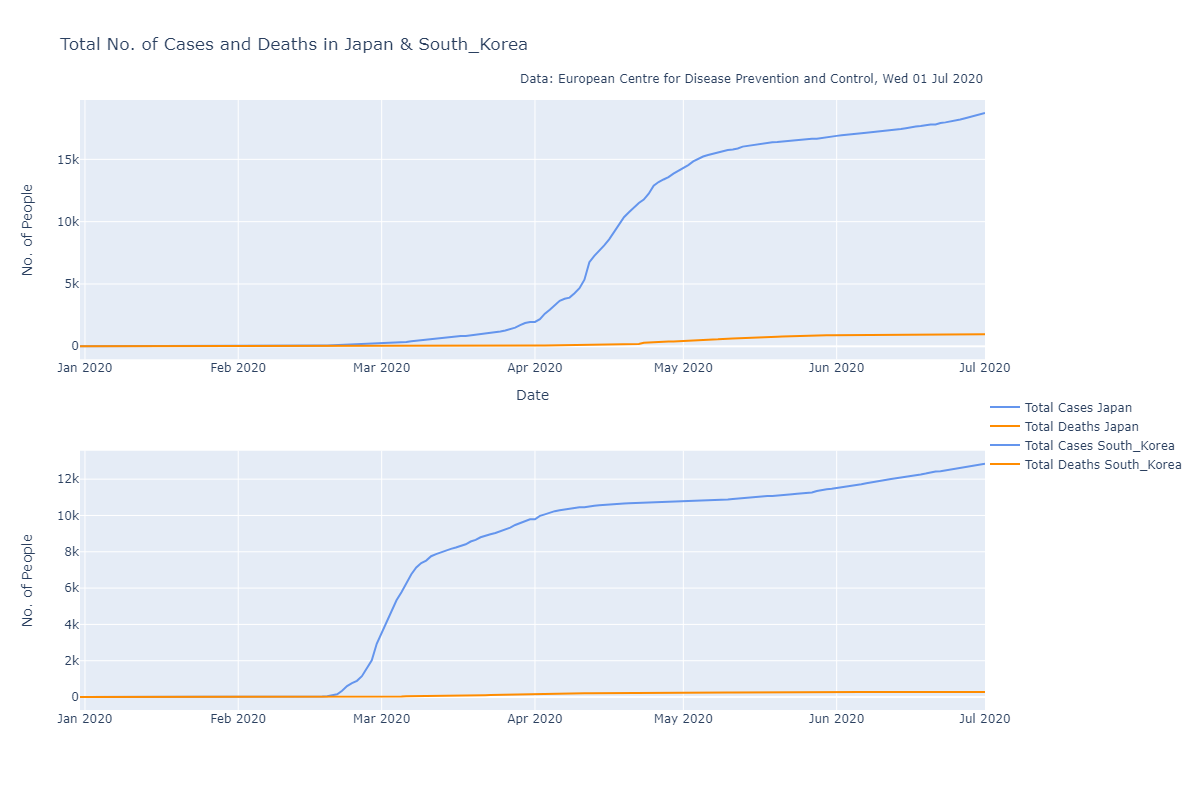 Total No. of Cases and Deaths in Japan & South_Korea
Data: European Centre for Disease Prevention and Control, Wed 01 Jul 2020
No. of People
15k
10k
5k
0
Jan 2020 Feb 2020 Mar 2020 Apr 2020 May 2020 Jun 2020 Jul 2020
Date
Total Cases Japan
Total Deaths Japan
Total Cases South_Korea
Total Deaths South_Korea
No. of People
12k
10k
8k
6k
4k
2k
0
Jan 2020 Feb 2020 Mar 2020 Apr 2020 May 2020 Jun 2020 Jul 2020